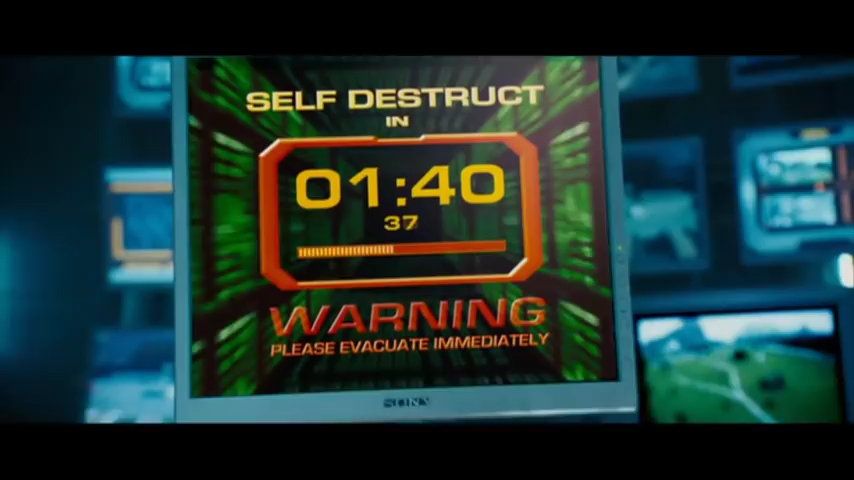 SELF DESTRUCT
IN
01:40
37
WARNING
PLEASE EVACUATE IMMEDIATELY
SONY